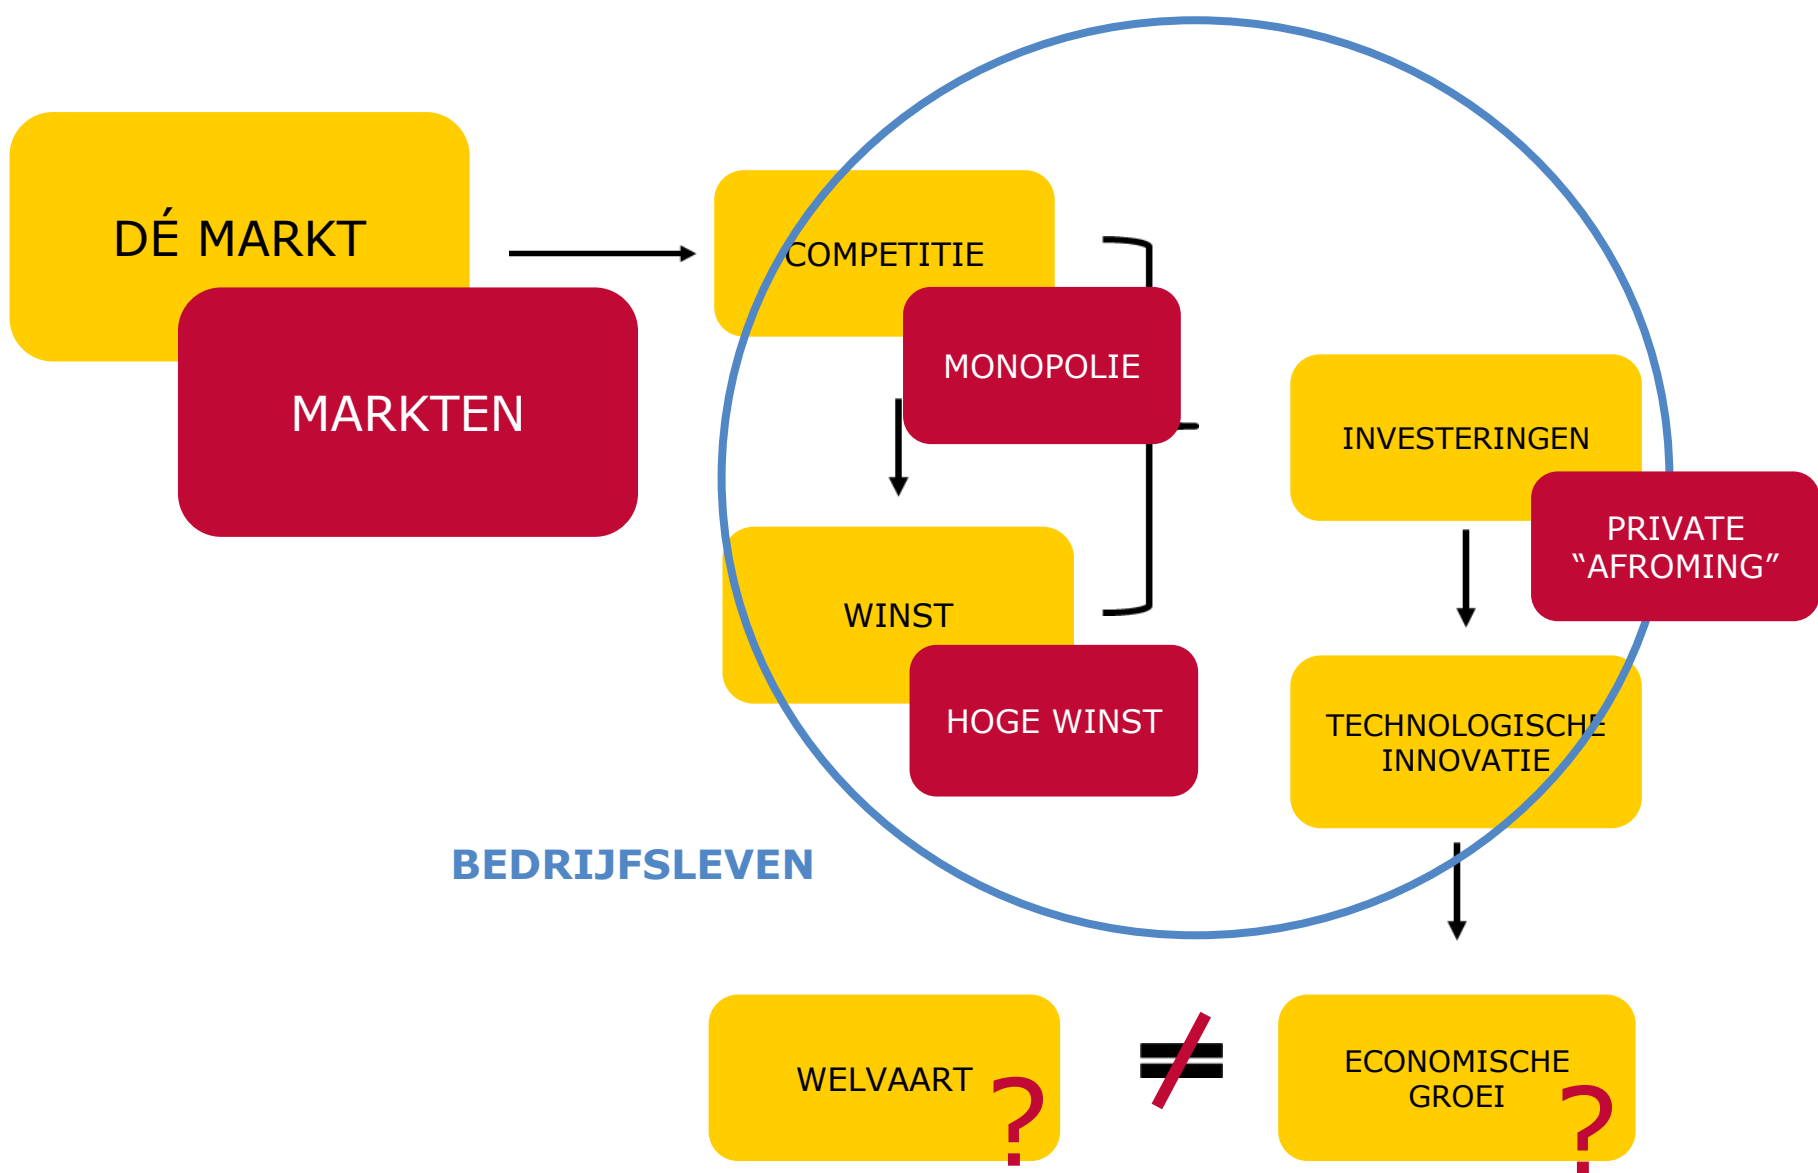 DÉ MARKT
MARKTEN
COMPETITIE
MONOPOLIE
WINST
HOGE WINST
INVESTERINGEN
PRIVATE
“AFROMING”
TECHNOLOGISCHE
INNOVATIE
BEDRIJFSLEVEN
WELVAART
?
=
ECONOMISCHE
GROEI
?